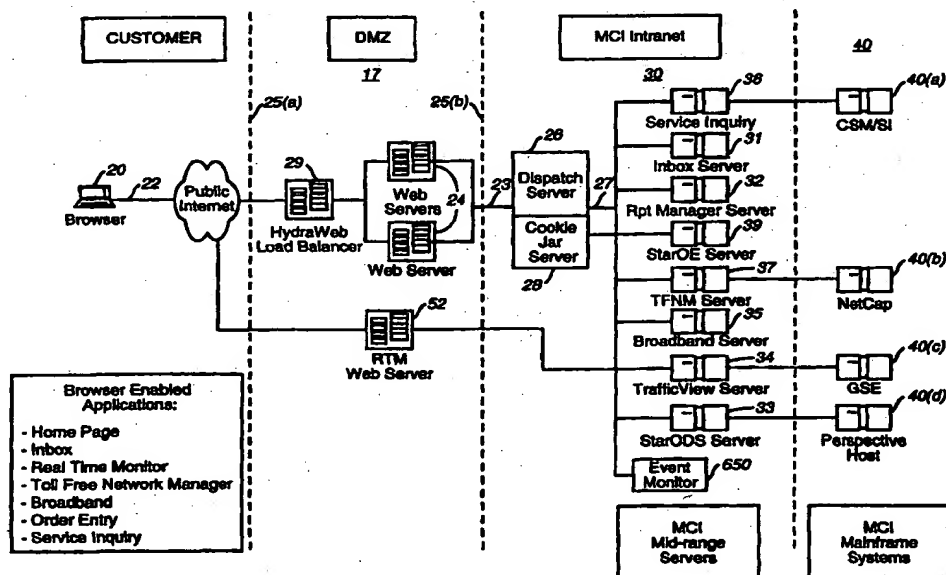 CUSTOMER
DMZ
MCI Intranet
40
17
30
25(a)
25(b)
38
40(a)
Service Inquiry
CSM/SI
31
Inbox Server
29
26
20
22
Browser
Public
Internet
HydraWeb
Load Balancer
Web
Servers
24
Web Server
23
Dispatch
Server
27
Cookie
Jar
Server
28
32
Rpt Manager Server
39
StarOE Server
37
40(b)
TFNM Server
NetCap
35
Broadband Server
52
RTM
Web Server
34
40(c)
TrafficView Server
GSE
33
40(d)
StarODS Server
Perspective
Host
Event
Monitor
650
Browser Enabled
Applications:
- Home Page
- Inbox
- Real Time Monitor
- Toll Free Network Manager
- Broadband
- Order Entry
- Service Inquiry
MCI
Mid-range
Servers
MCI
Mainframe
Systems